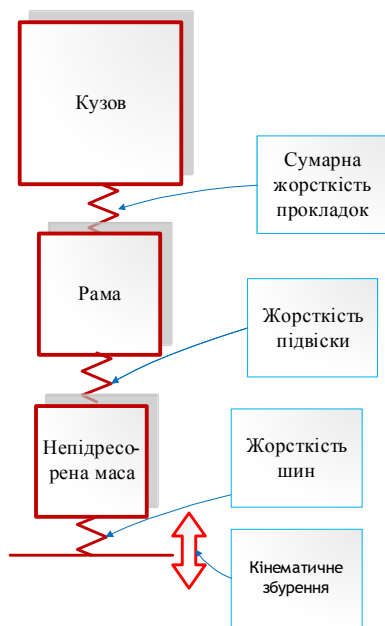 Кузов
Сумарна
жорсткість
прокладок
Рама
Жорсткість
підвіски
Непідресо-
рена маса
Жорсткість
шин
Кінематичне
збурення